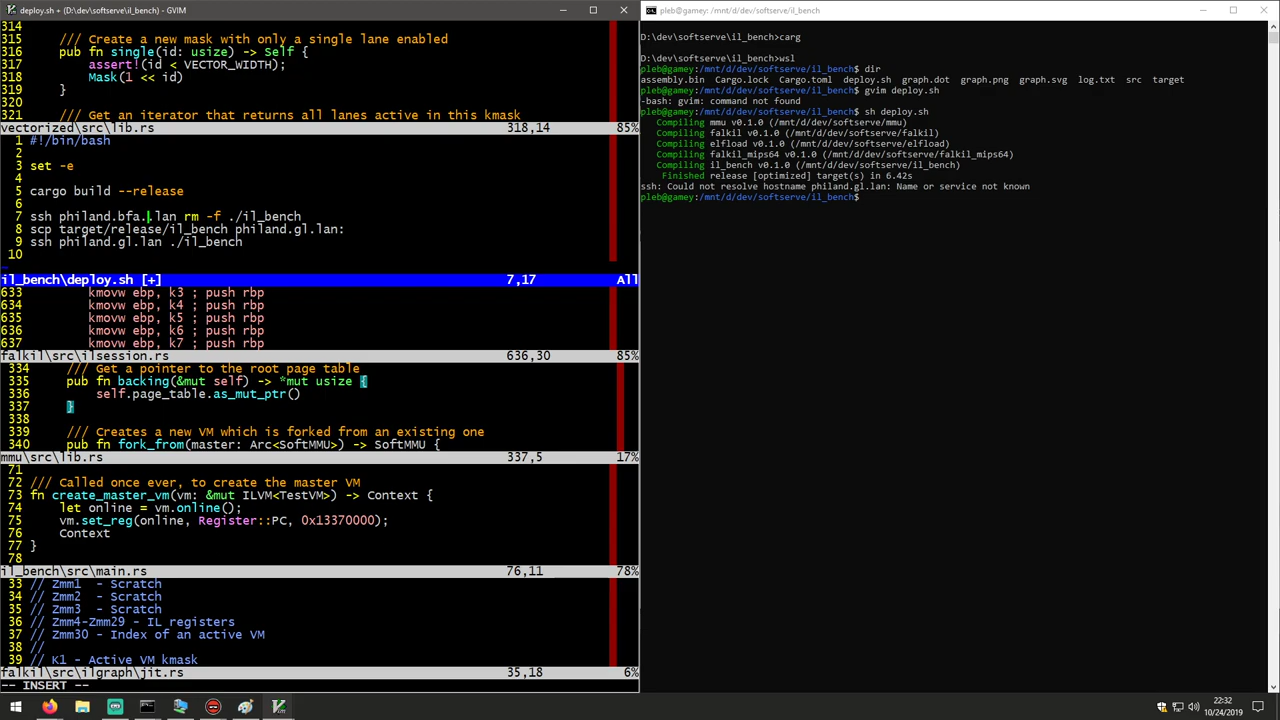 deploy.sh + (D:\dev\softserve\il_bench) - GVIM
314
315     /// Create a new mask with only a single lane enabled
316     pub fn single(id: usize) -> Self {
317         assert!(id < VECTOR_WIDTH);
318         Mask(1 << id)
319     }
320
321     /// Get an iterator that returns all lanes active in this kmask
vectorized\src\lib.rs 318,14 85%
1 #!/bin/bash
2
3 set -e
4
5 cargo build --release
6
7 ssh philand.bfa..lan rm -f ./il_bench
8 scp target/release/il_bench philand.gl.lan:
9 ssh philand.gl.lan ./il_bench
10
~
il_bench\deploy.sh [+] 7,17 All
633         kmovw ebp, k3 ; push rbp
634         kmovw ebp, k4 ; push rbp
635         kmovw ebp, k5 ; push rbp
636         kmovw ebp, k6 ; push rbp
637         kmovw ebp, k7 ; push rbp
falkil\src\ilsession.rs 636,30 85%
334     /// Get a pointer to the root page table
335     pub fn backing(&mut self) -> *mut usize {
336         self.page_table.as_mut_ptr()
337     }
338
339     /// Creates a new VM which is forked from an existing one
340     pub fn fork_from(master: Arc<SoftMMU>) -> SoftMMU {
mmu\src\lib.rs 337,5 17%
71
72 /// Called once ever, to create the master VM
73 fn create_master_vm(vm: &mut ILVM<TestVM>) -> Context {
74     let online = vm.online();
75     vm.set_reg(online, Register::PC, 0x13370000);
76     Context
77 }
78
il_bench\src\main.rs 76,11 78%
33 // Zmm1  - Scratch
34 // Zmm2  - Scratch
35 // Zmm3  - Scratch
36 // Zmm4-Zmm29 - IL registers
37 // Zmm30 - Index of an active VM
38 //
39 // K1 - Active VM kmask
falkil\src\ilgraph\jit.rs 35,18 6%
-- INSERT --
pleb@gamey: /mnt/d/dev/softserve/il_bench
D:\dev\softserve\il_bench>carg
D:\dev\softserve\il_bench>wsl
pleb@gamey:/mnt/d/dev/softserve/il_bench$ dir
assembly.bin  Cargo.lock  Cargo.toml  deploy.sh  graph.dot  graph.png  graph.svg  log.txt  src  target
pleb@gamey:/mnt/d/dev/softserve/il_bench$ gvim deploy.sh
-bash: gvim: command not found
pleb@gamey:/mnt/d/dev/softserve/il_bench$ sh deploy.sh
Compiling mmu v0.1.0 (/mnt/d/dev/softserve/mmu)
Compiling falkil v0.1.0 (/mnt/d/dev/softserve/falkil)
Compiling elfload v0.1.0 (/mnt/d/dev/softserve/elfload)
Compiling falkil_mips64 v0.1.0 (/mnt/d/dev/softserve/falkil_mips64)
Compiling il_bench v0.1.0 (/mnt/d/dev/softserve/il_bench)
Finished release [optimized] target(s) in 6.42s
ssh: Could not resolve hostname philand.gl.lan: Name or service not known
pleb@gamey:/mnt/d/dev/softserve/il_bench$
22:32
10/24/2019